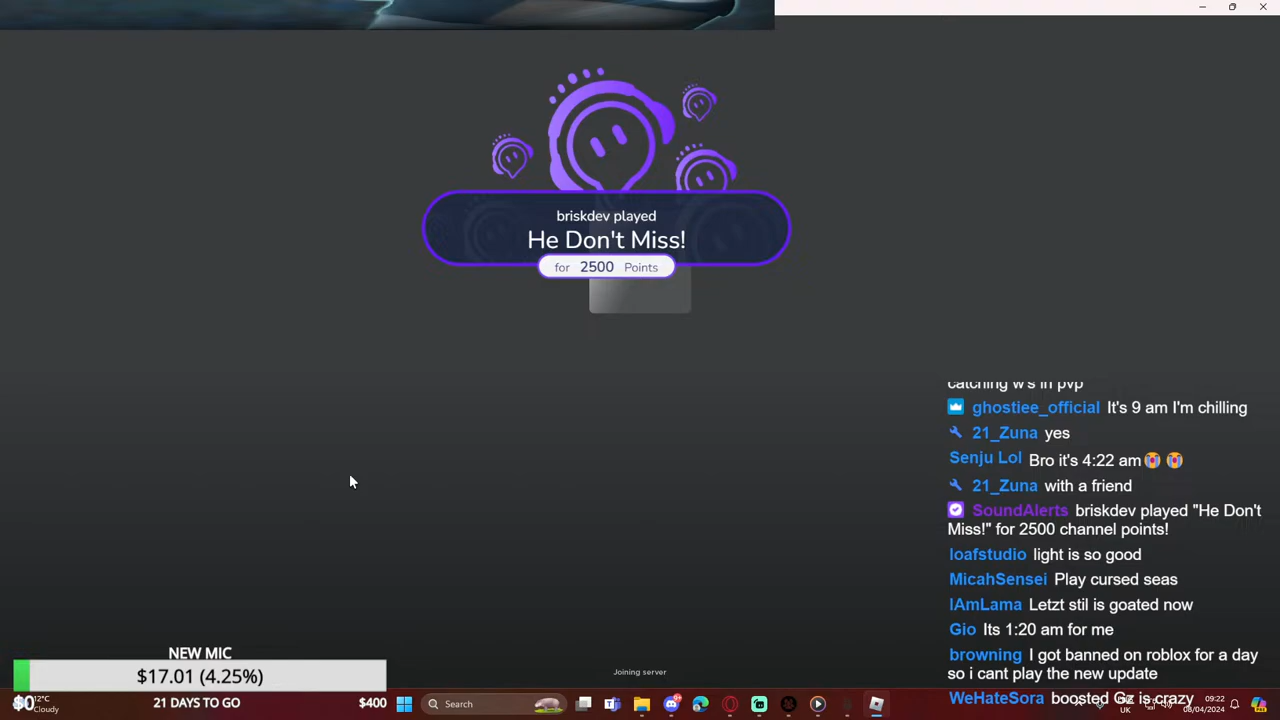 briskdev played
He Don't Miss!
for 2500 Points
catching w's in pvp
ghostiee_official It's 9 am I'm chilling
21_Zuna yes
Senju Lol Bro it's 4:22 am😭😭
21_Zuna with a friend
SoundAlerts briskdev played "He Don't
Miss!" for 2500 channel points!
loafstudio light is so good
MicahSensei Play cursed seas
IAmLama Letzt stil is goated now
Gio Its 1:20 am for me
browning I got banned on roblox for a day
so i cant play the new update
WeHateSora boosted Gz is crazy
Joining server
NEW MIC
$17.01 (4.25%)
$0 21 DAYS TO GO $400
12°C
Cloudy
Search
UK
09:22
08/04/2024